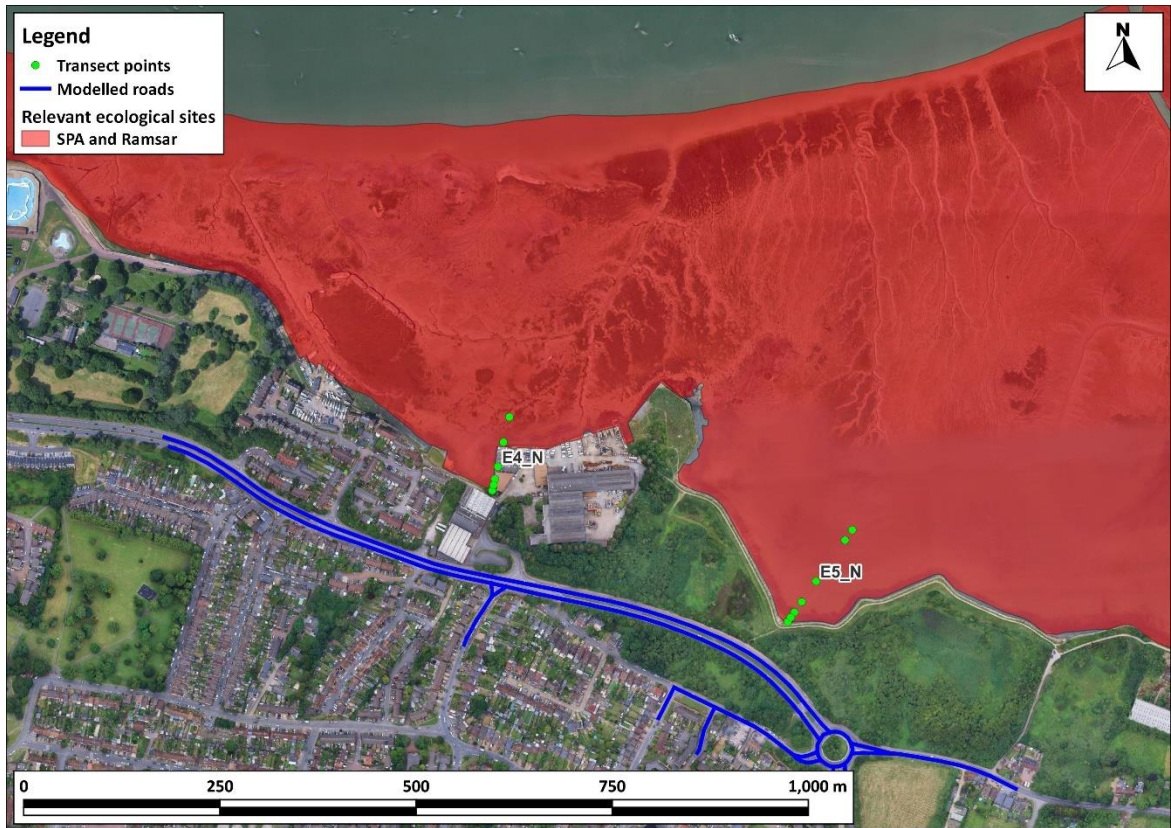 Legend
Transect points
Modelled roads
Relevant ecological sites
SPA and Ramsar
N
E4_N
E5_N
0 250 500 750 1,000 m